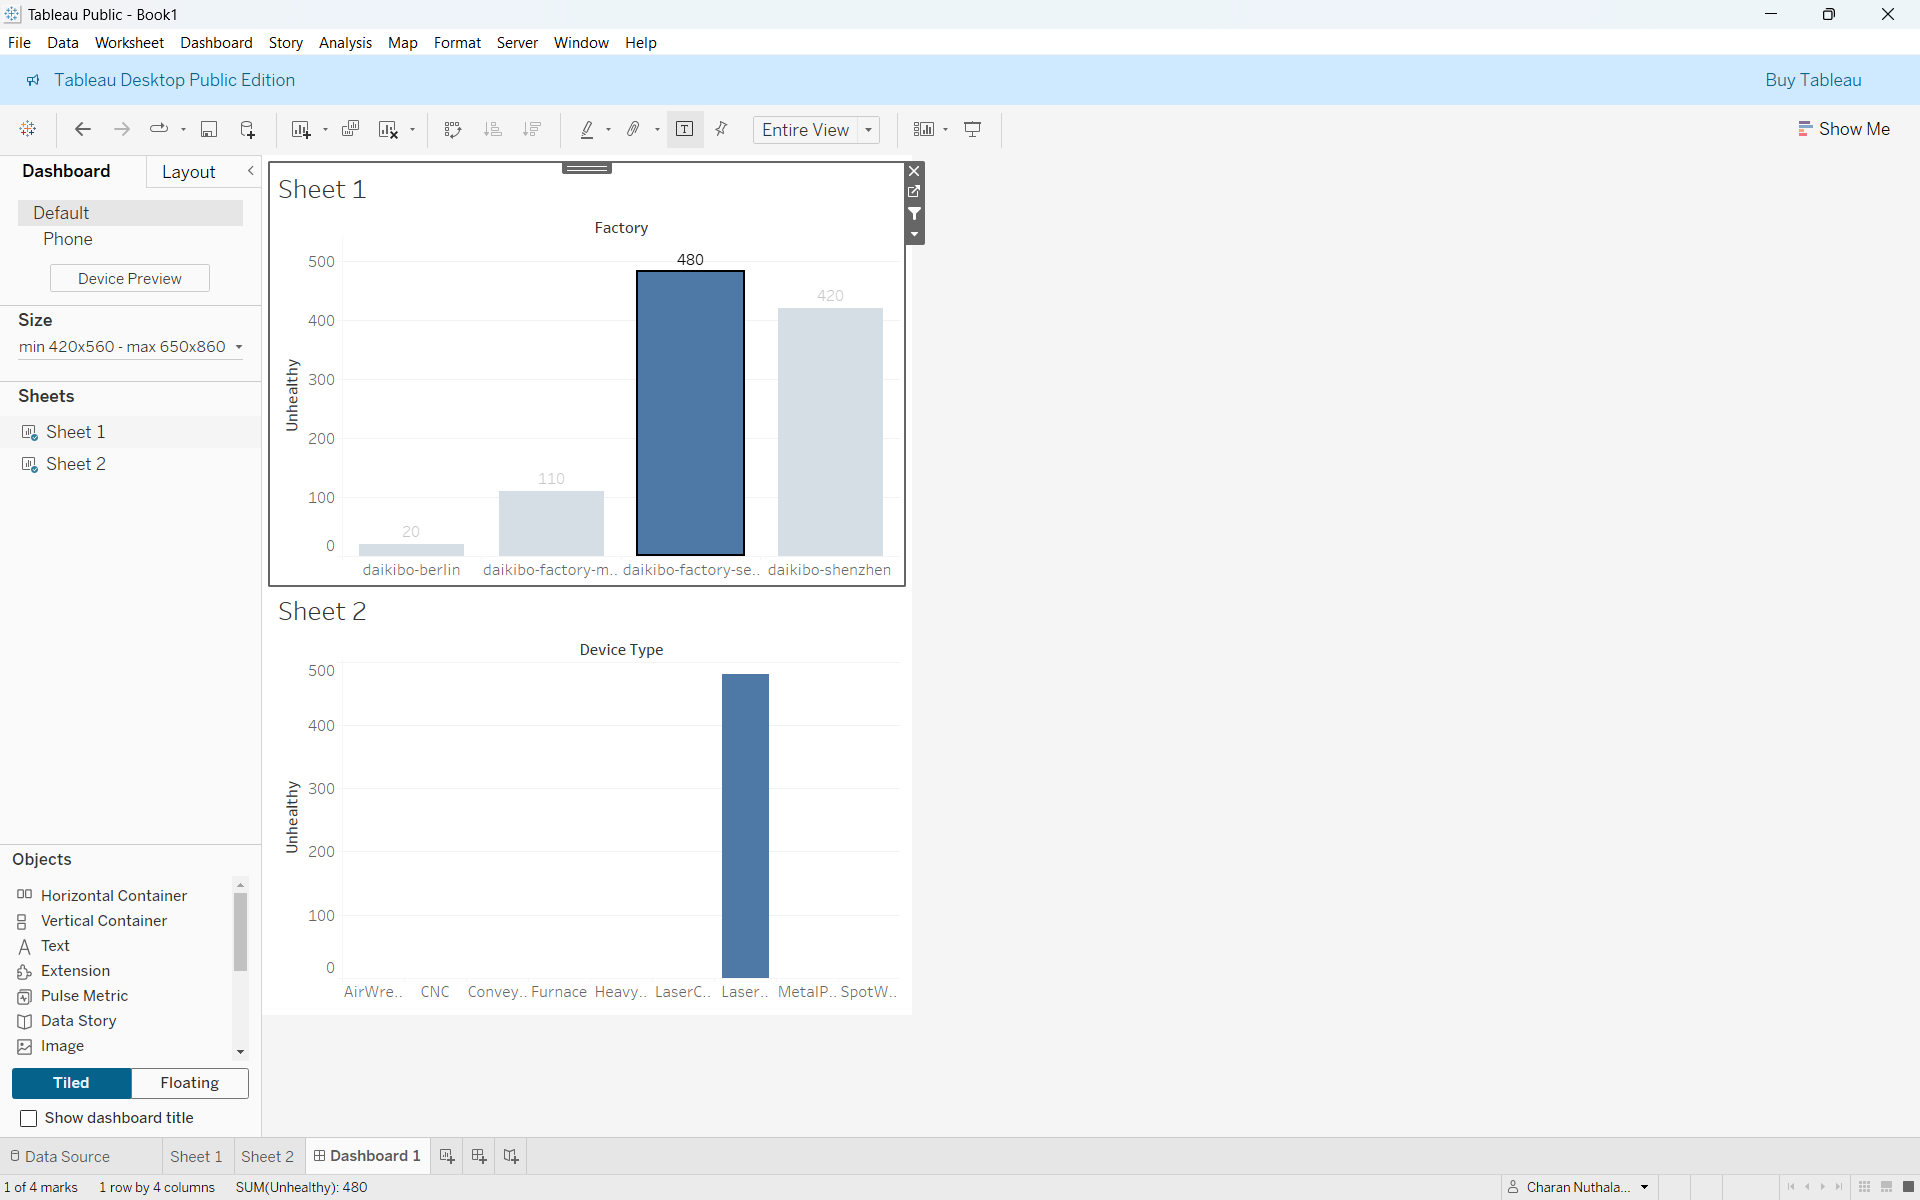 Tableau Public - Book1
File Data Worksheet Dashboard Story Analysis Map Format Server Window Help
Tableau Desktop Public Edition
Buy Tableau
Entire View
Show Me
Dashboard
Layout
Default
Phone
Device Preview
Size
min 420x560 - max 650x860
Sheets
Sheet 1
Sheet 2
Objects
Horizontal Container
Vertical Container
Text
Extension
Pulse Metric
Data Story
Image
Tiled
Floating
Show dashboard title
Sheet 1
Factory
Unhealthy
500
400
300
200
100
0
20
110
480
420
daikibo-berlin
daikibo-factory-m..
daikibo-factory-se..
daikibo-shenzhen
Sheet 2
Device Type
Unhealthy
500
400
300
200
100
0
AirWre..
CNC
Convey..
Furnace
Heavy..
LaserC..
Laser..
MetalP..
SpotW..
Data Source
Sheet 1
Sheet 2
Dashboard 1
1 of 4 marks
1 row by 4 columns
SUM(Unhealthy): 480
Charan Nuthala...